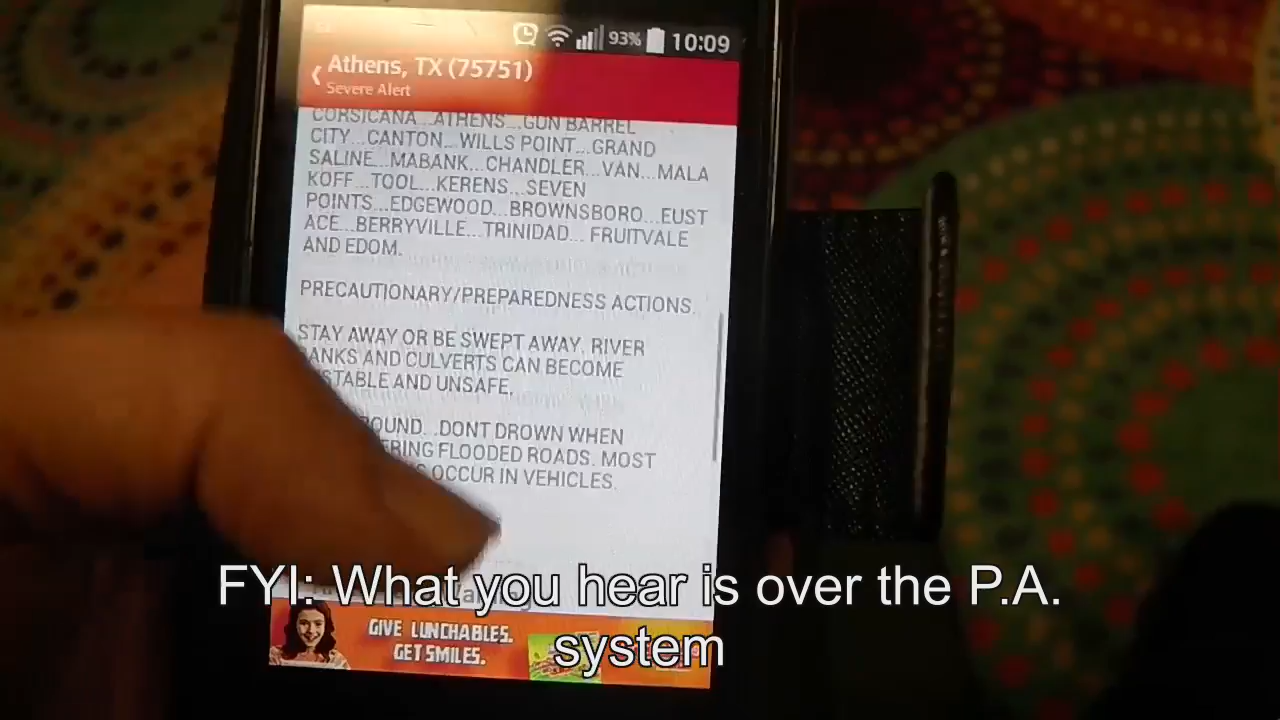 93% 10:09
Athens, TX (75751)
Severe Alert
CORSICANA...ATHENS...GUN BARREL
CITY...CANTON...WILLS POINT...GRAND
SALINE...MABANK...CHANDLER...VAN...MALA
KOFF...TOOL...KERENS...SEVEN
POINTS...EDGEWOOD...BROWNSBORO...EUST
ACE...BERRYVILLE...TRINIDAD... FRUITVALE
AND EDOM.
PRECAUTIONARY/PREPAREDNESS ACTIONS.
STAY AWAY OR BE SWEPT AWAY. RIVER
ANKS AND CULVERTS CAN BECOME
STABLE AND UNSAFE.
OUND...DONT DROWN WHEN
ERING FLOODED ROADS. MOST
OCCUR IN VEHICLES.
FYI: What you hear is over the P.A.
system
GIVE LUNCHABLES.
GET SMILES.